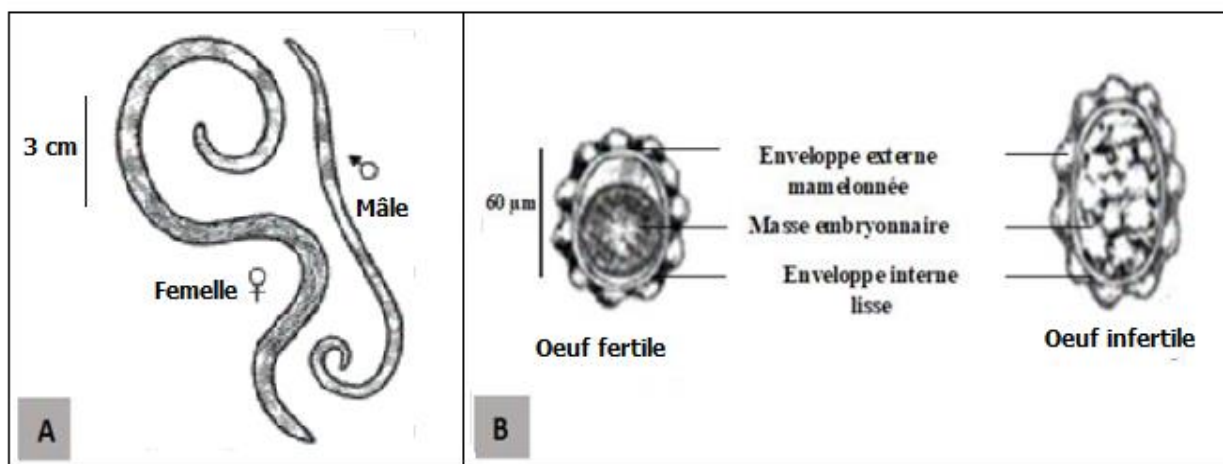 3 cm
♂
Mâle
Femelle ♀
A
60 µm
Enveloppe externe
mamelonnée
Masse embryonnaire
Enveloppe interne
lisse
Oeuf fertile
Oeuf infertile
B